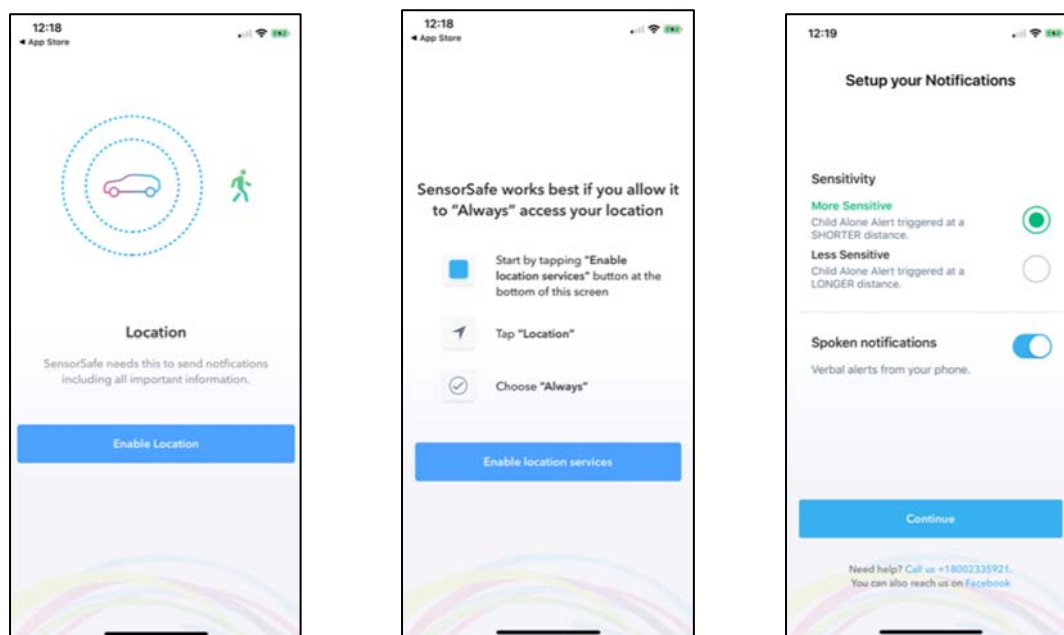 12:18
◀ App Store
Location
SensorSafe needs this to send notfications
including all important information.
Enable Location
12:18
◀ App Store
SensorSafe works best if you allow it
to “Always” access your location
Start by tapping "Enable
location services" button at the
bottom of this screen
Tap "Location"
Choose "Always"
Enable location services
12:19
Setup your Notifications
Sensitivity
More Sensitive
Child Alone Alert triggered at a
SHORTER distance.
Less Sensitive
Child Alone Alert triggered at a
LONGER distance.
Spoken notifications
Verbal alerts from your phone.
Continue
Need help? Call us +18002335921.
You can also reach us on Facebook